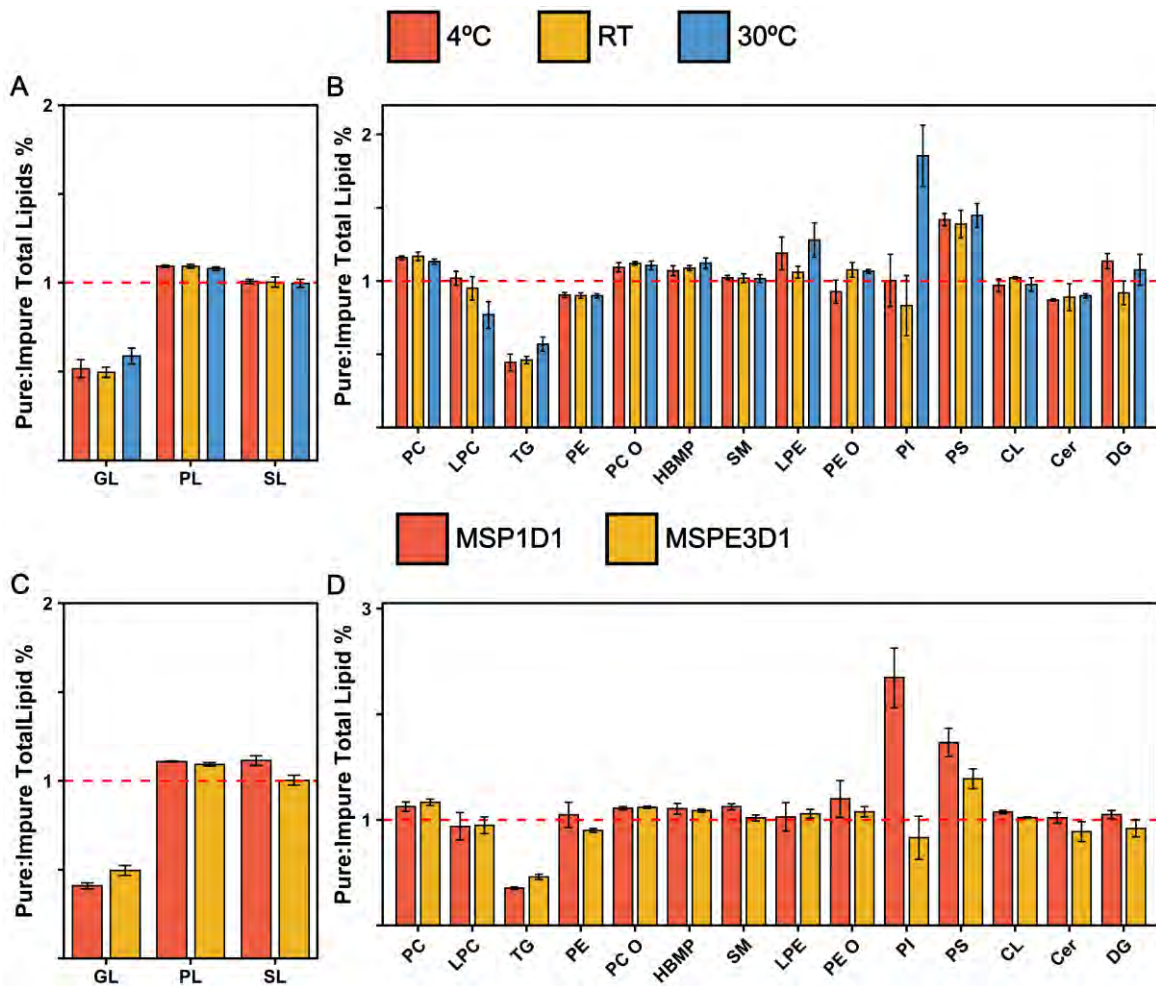 4ºC RT 30ºC
A
Pure:Impure Total Lipids %
2
1
GL PL SL
B
Pure:Impure Total Lipid %
2
1
PC LPC TG PE PC O HBMP SM LPE PE O PI PS CL Cer DG
MSP1D1 MSPE3D1
C
Pure:Impure TotalLipid %
2
1
GL PL SL
D
Pure:Impure Total Lipid %
3
1
PC LPC TG PE PC O HBMP SM LPE PE O PI PS CL Cer DG